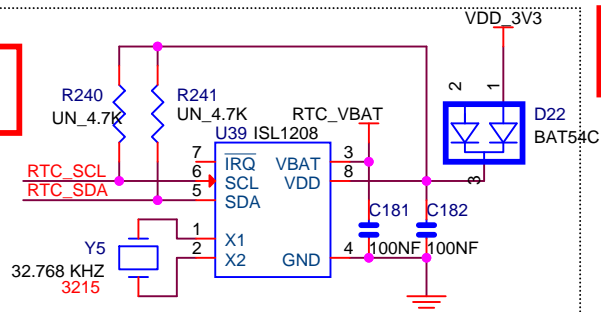 VDD_3V3
2
1
R240
UN_4.7K
R241
UN_4.7K
RTC_VBAT
D22
BAT54C
U39 ISL1208
7
IRQ
VBAT
3
RTC_SCL
6
SCL
VDD
8
3
RTC_SDA
5
SDA
C181
C182
1
X1
100NF
100NF
Y5
2
X2
GND
4
32.768 KHZ
3215